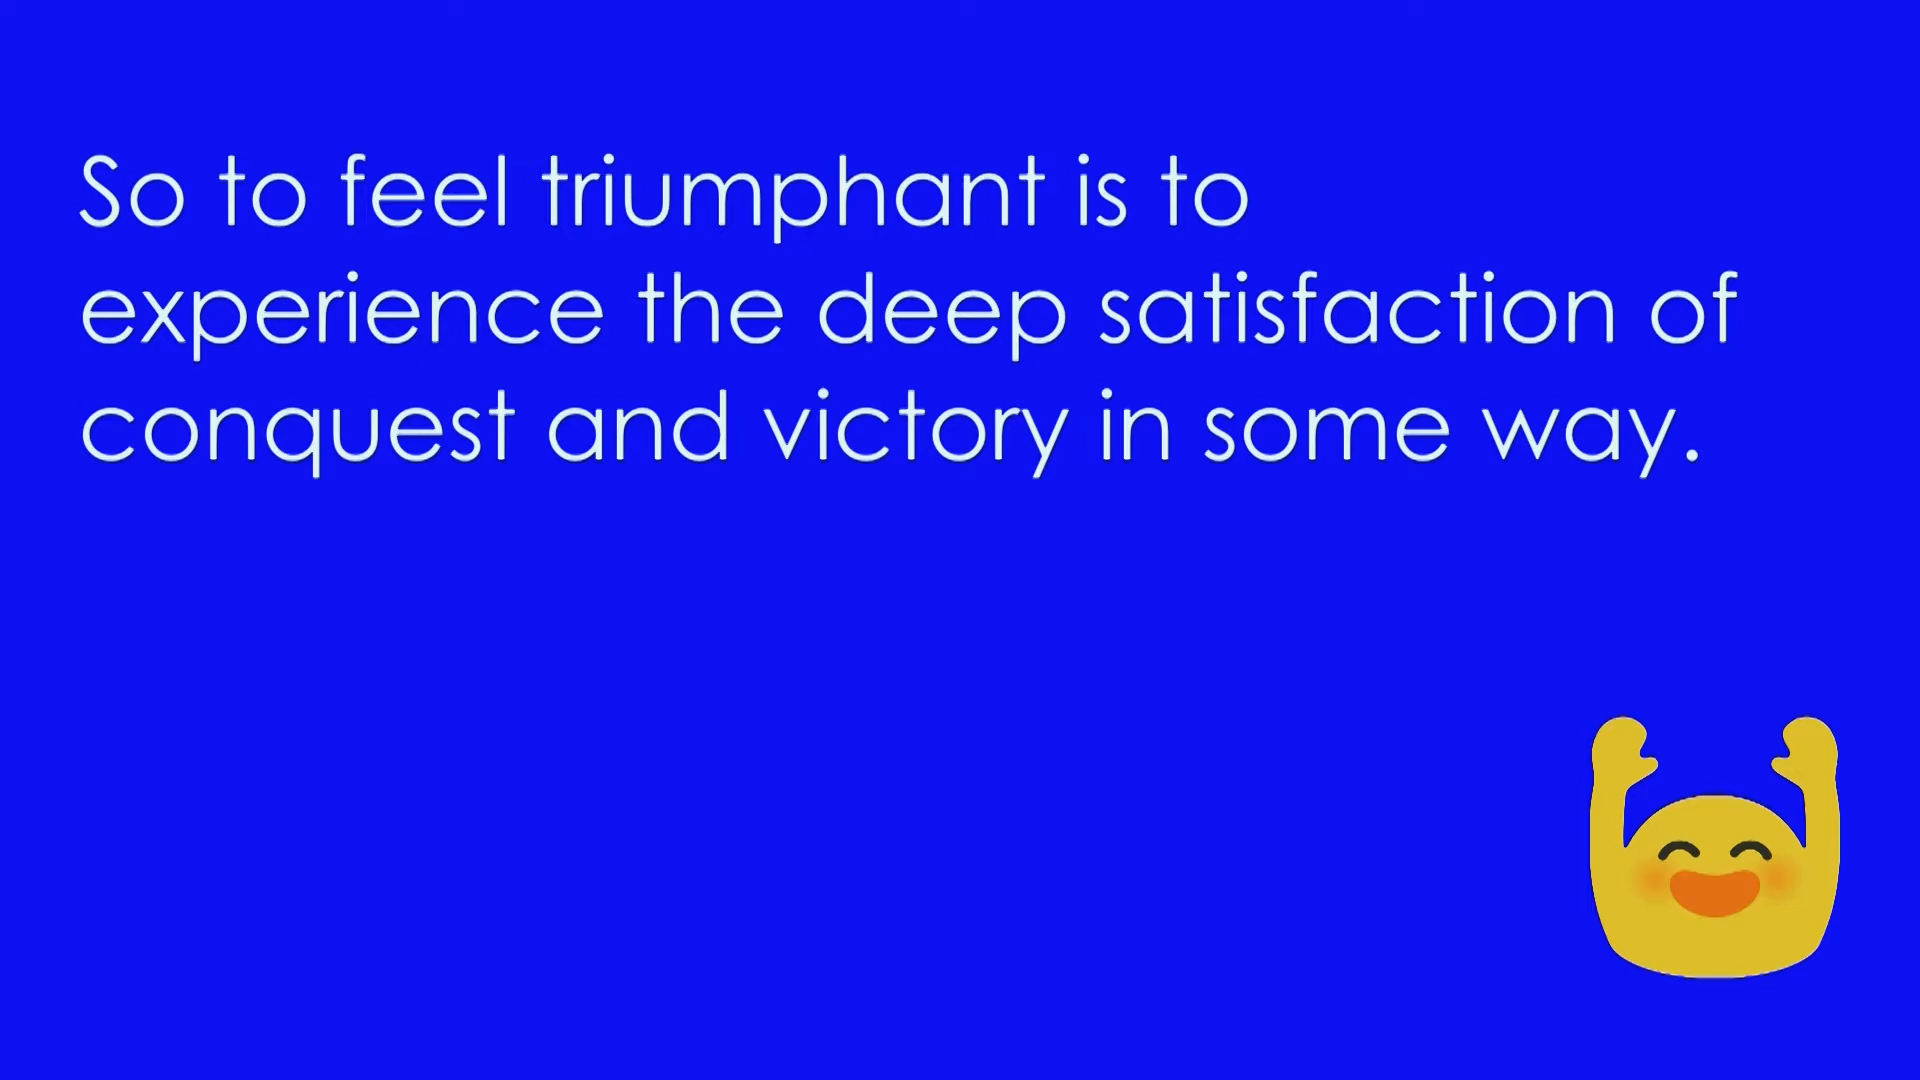 So to feel triumphant is to
experience the deep satisfaction of
conquest and victory in some way.